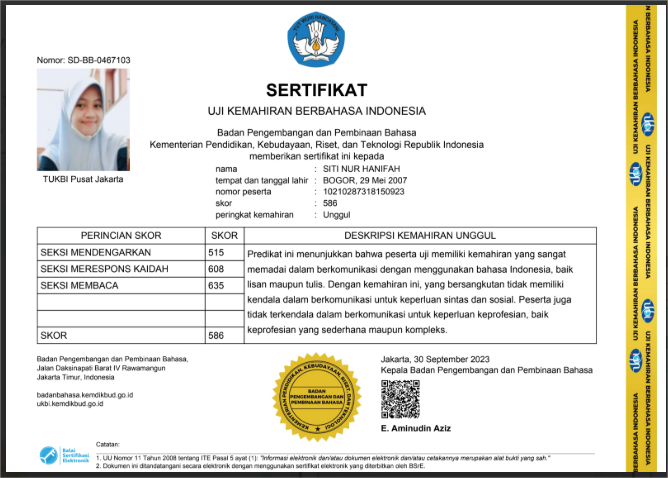 TUT WURI HANDAYANI
Nomor: SD-BB-0467103
TUKBI Pusat Jakarta
SERTIFIKAT
UJI KEMAHIRAN BERBAHASA INDONESIA
Badan Pengembangan dan Pembinaan Bahasa
Kementerian Pendidikan, Kebudayaan, Riset, dan Teknologi Republik Indonesia
memberikan sertifikat ini kepada
nama : SITI NUR HANIFAH
tempat dan tanggal lahir : BOGOR, 29 Mei 2007
nomor peserta : 10210287318150923
skor : 586
peringkat kemahiran : Unggul
PERINCIAN SKOR SKOR DESKRIPSI KEMAHIRAN UNGGUL
SEKSI MENDENGARKAN 515
SEKSI MERESPONS KAIDAH 608
SEKSI MEMBACA 635
SKOR 586
Predikat ini menunjukkan bahwa peserta uji memiliki kemahiran yang sangat
memadai dalam berkomunikasi dengan menggunakan bahasa Indonesia, baik
lisan maupun tulis. Dengan kemahiran ini, yang bersangkutan tidak memiliki
kendala dalam berkomunikasi untuk keperluan sintas dan sosial. Peserta juga
tidak terkendala dalam berkomunikasi untuk keperluan keprofesian, baik
keprofesian yang sederhana maupun kompleks.
Badan Pengembangan dan Pembinaan Bahasa,
Jalan Daksinapati Barat IV Rawamangun
Jakarta Timur, Indonesia
badanbahasa.kemdikbud.go.id
ukbi.kemdikbud.go.id
KEMENTERIAN PENDIDIKAN, KEBUDAYAAN, RISET, DAN TEKNOLOGI
BADAN
PENGEMBANGAN DAN
PEMBINAAN BAHASA
Jakarta, 30 September 2023
Kepala Badan Pengembangan dan Pembinaan Bahasa
E. Aminudin Aziz
Balai
Sertifikasi
Elektronik
Catatan:
1. UU Nomor 11 Tahun 2008 tentang ITE Pasal 5 ayat (1): "Informasi elektronik dan/atau dokumen elektronik dan/atau cetakannya merupakan alat bukti yang sah."
2. Dokumen ini ditandatangani secara elektronik dengan menggunakan sertifikat elektronik yang diterbitkan oleh BSrE.
UJI KEMAHIRAN BERBAHASA INDONESIA
UKBI
UJI KEMAHIRAN BERBAHASA INDONESIA
UKBI
UJI KEMAHIRAN BERBAHASA INDONESIA
N BERBAHASA INDONESIA
UKBI
UJI KEMAHIRAN BERBAHASA INDONESIA
UKBI
UJI KEMAHIRAN BERBAHASA INDONESIA